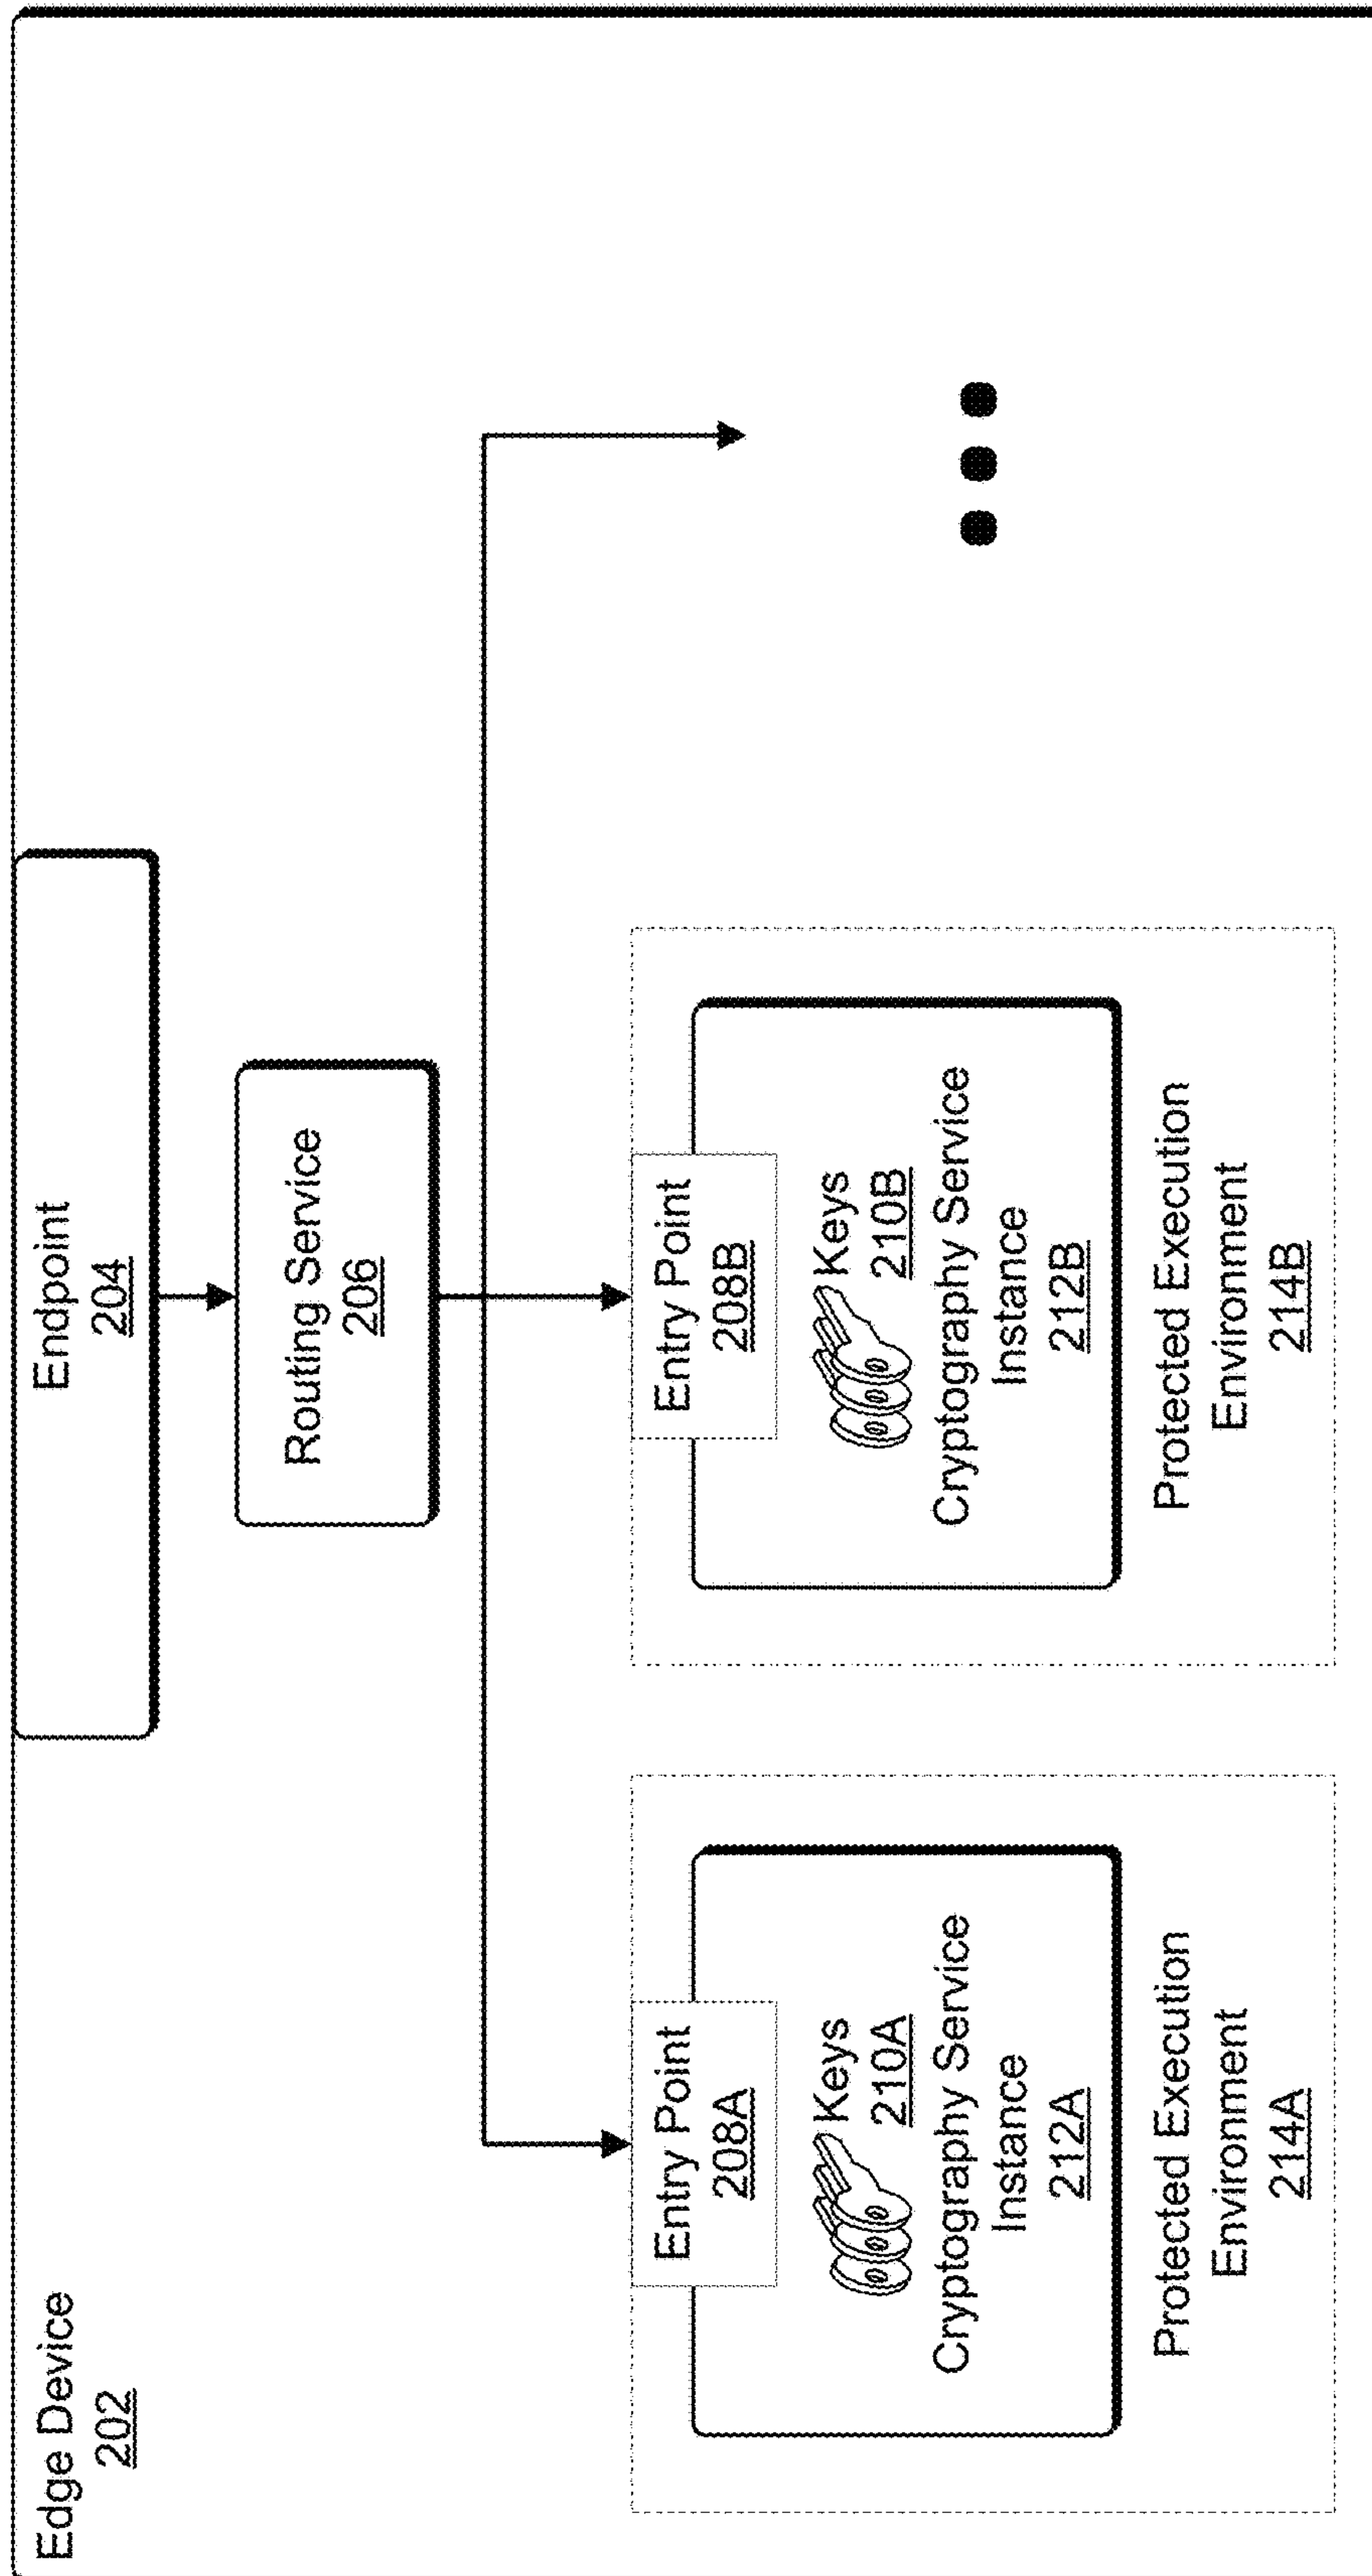 Edge Device
202
Endpoint
204
Routing Service
206
Entry Point
208A
Keys
210A
Cryptography Service
Instance
212A
Protected Execution
Environment
214A
Entry Point
208B
Keys
210B
Cryptography Service
Instance
212B
Protected Execution
Environment
214B